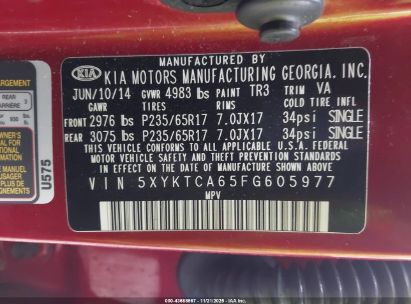 MANUFACTURED BY
KIA KIA MOTORS MANUFACTURING GEORGIA, INC.
JUN/10/14 GVWR 4983 lbs PAINT TR3 TRIM VA
GAWR TIRES RIMS COLD TIRE INFL
FRONT 2976 lbs P235/65R17 7.0JX17 34psi SINGLE
REAR 3075 lbs P235/65R17 7.0JX17 34psi SINGLE
THIS VEHICLE CONFORMS TO ALL APPLICABLE U.S. FEDERAL MOTOR
VEHICLE SAFETY, BUMPER, AND THEFT PREVENTION STANDARDS IN
EFFECT ON THE DATE OF MANUFACTURE SHOWN ABOVE.
VIN 5XYKTCA65FG605977
MPV
REAR
U575